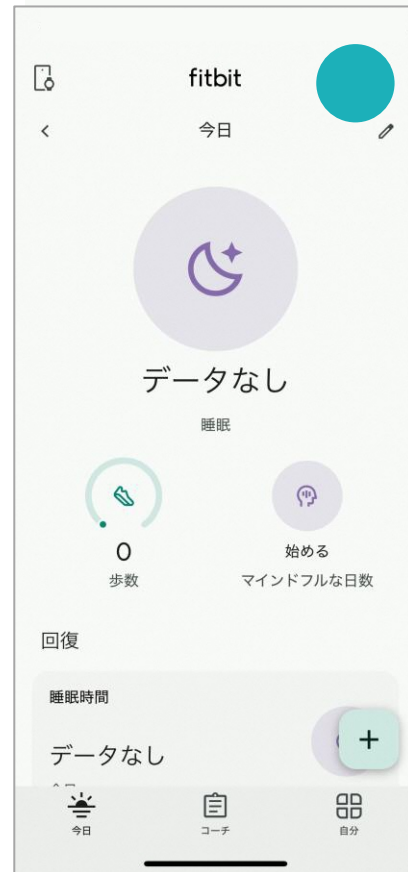 fitbit
今日
データなし
睡眠
0
歩数
始める
マインドフルな日数
回復
睡眠時間
データなし
+
今日
コーチ
自分